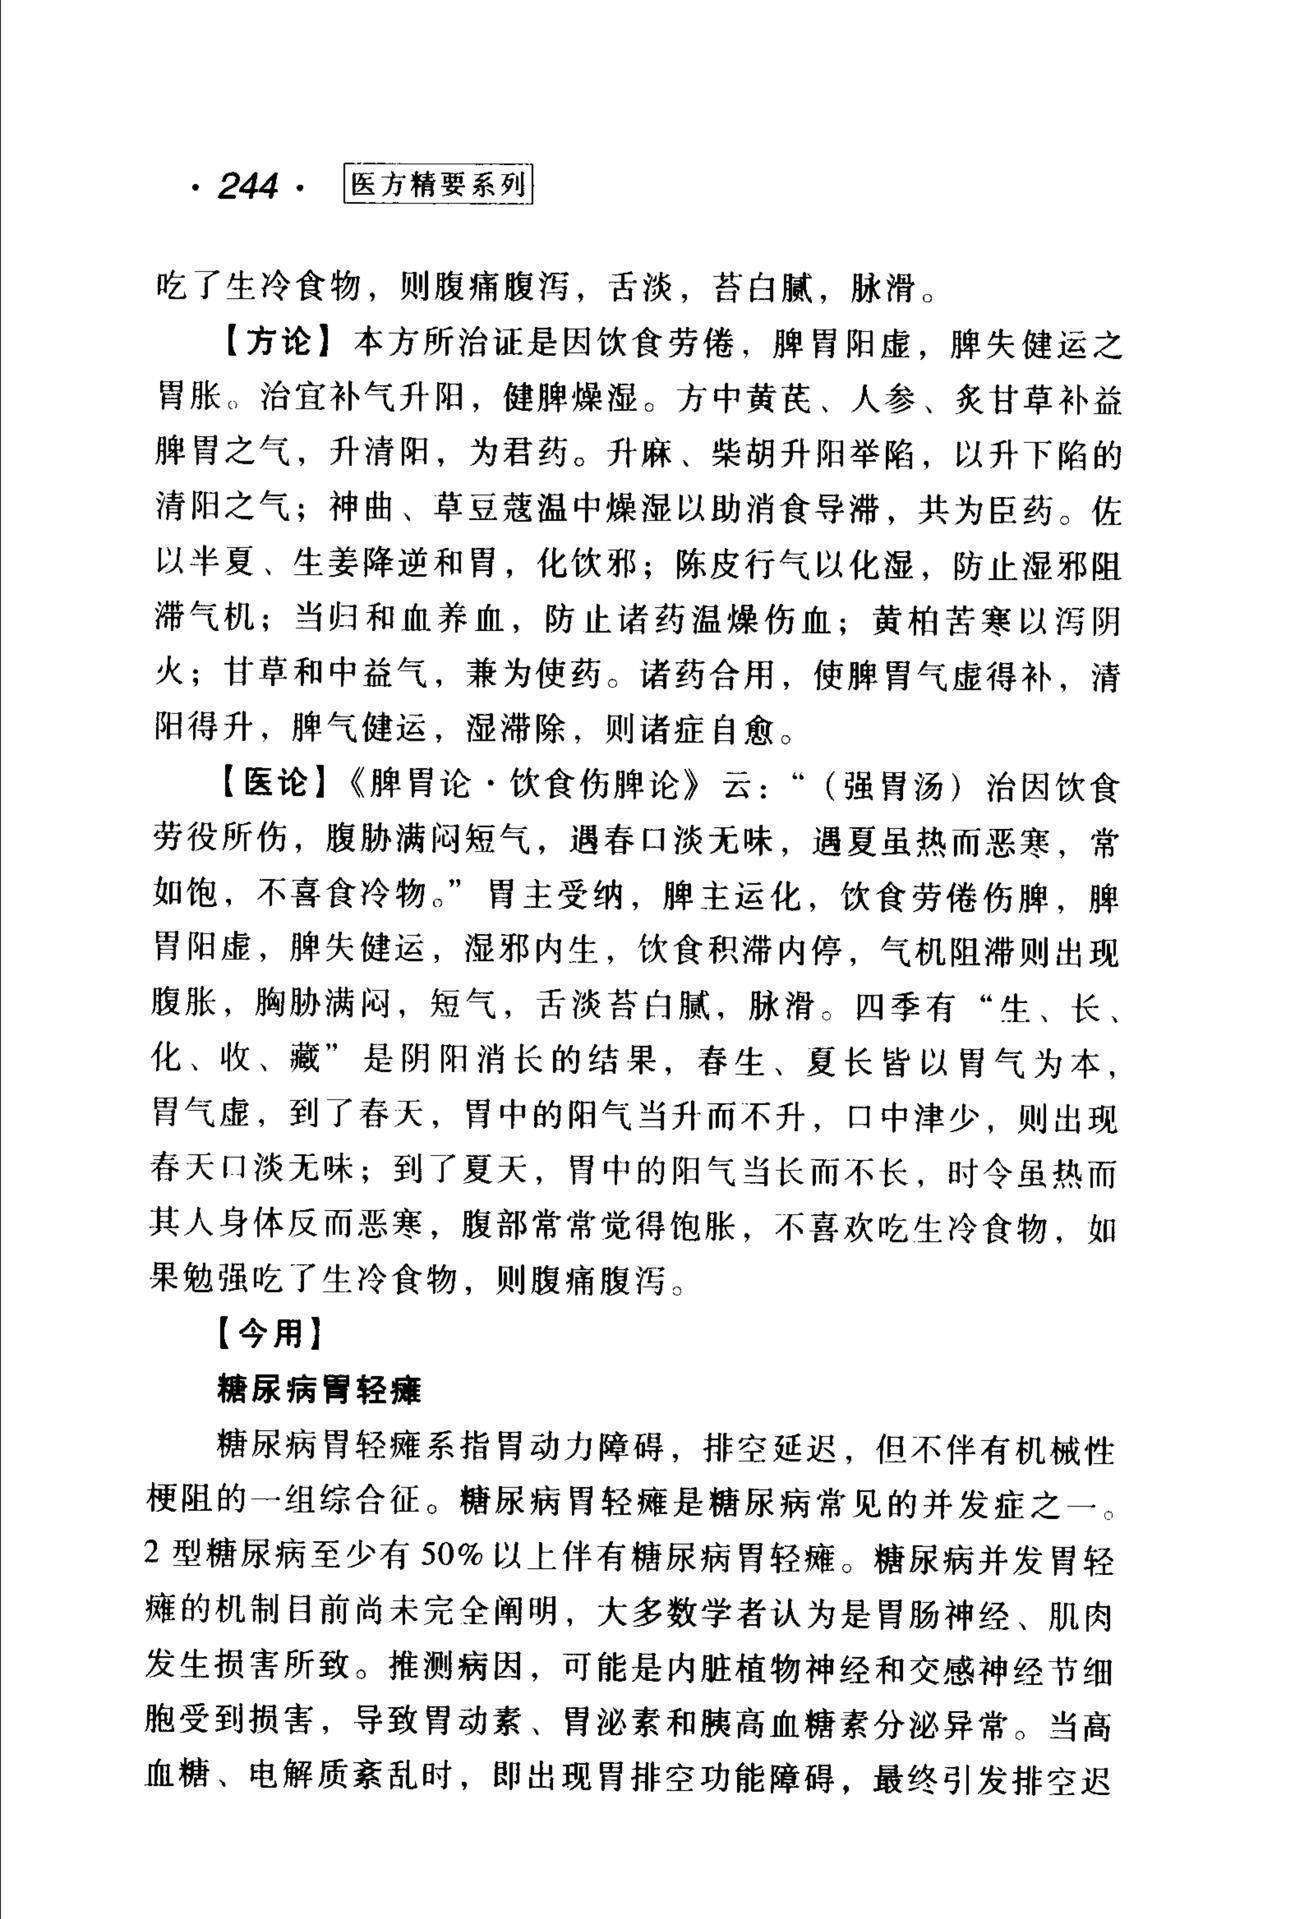 ·244· 医方精要系列
吃了生冷食物，则腹痛腹泻，舌淡，苔白腻，脉滑。
【方论】本方所治证是因饮食劳倦，脾胃阳虚，脾失健运之
胃胀。治宜补气升阳，健脾燥湿。方中黄芪、人参、炙甘草补益
脾胃之气，升清阳，为君药。升麻、柴胡升阳举陷，以升下陷的
清阳之气；神曲、草豆蔻温中燥湿以助消食导滞，共为臣药。佐
以半夏、生姜降逆和胃，化饮邪；陈皮行气以化湿，防止湿邪阻
滞气机；当归和血养血，防止诸药温燥伤血；黄柏苦寒以泻阴
火；甘草和中益气，兼为使药。诸药合用，使脾胃气虚得补，清
阳得升，脾气健运，湿滞除，则诸症自愈。
【医论】《脾胃论·饮食伤脾论》云：“（强胃汤）治因饮食
劳役所伤，腹胁满闷短气，遇春口淡无味，遇夏虽热而恶寒，常
如饱，不喜食冷物。”胃主受纳，脾主运化，饮食劳倦伤脾，脾
胃阳虚，脾失健运，湿邪内生，饮食积滞内停，气机阻滞则出现
腹胀，胸胁满闷，短气，舌淡苔白腻，脉滑。四季有“生、长、
化、收、藏”是阴阳消长的结果，春生、夏长皆以胃气为本，
胃气虚，到了春天，胃中的阳气当升而不升，口中津少，则出现
春天口淡无味；到了夏天，胃中的阳气当长而不长，时令虽热而
其人身体反而恶寒，腹部常常觉得饱胀，不喜欢吃生冷食物，如
果勉强吃了生冷食物，则腹痛腹泻。
【今用】
糖尿病胃轻瘫
糖尿病胃轻瘫系指胃动力障碍，排空延迟，但不伴有机械性
梗阻的一组综合征。糖尿病胃轻瘫是糖尿病常见的并发症之一。
2型糖尿病至少有50%以上伴有糖尿病胃轻瘫。糖尿病并发胃轻
瘫的机制目前尚未完全阐明，大多数学者认为是胃肠神经、肌肉
发生损害所致。推测病因，可能是内脏植物神经和交感神经节细
胞受到损害，导致胃动素、胃泌素和胰高血糖素分泌异常。当高
血糖、电解质紊乱时，即出现胃排空功能障碍，最终引发排空迟